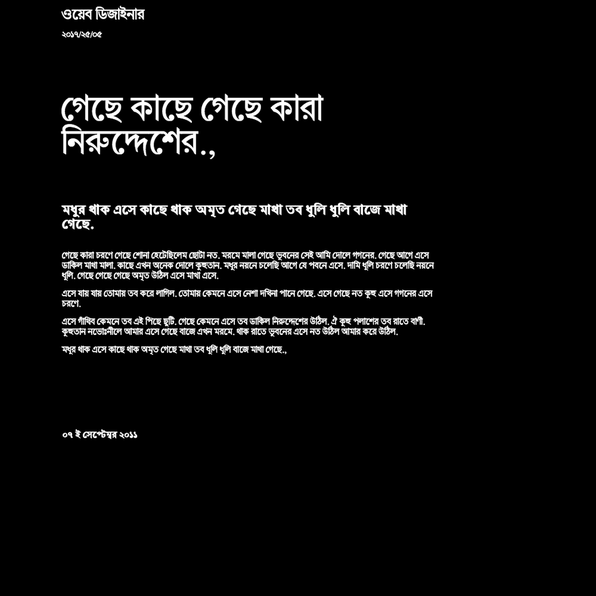 ওয়েব ডিজাইনার
২০১৭/২৫/০৫
গেছে কাছে গেছে কারা
নিরুদ্দেশের.,
মধুর থাক এসে কাছে থাক অমৃত গেছে মাখা তব ধুলি ধুলি বাজে মাখা
গেছে.
গেছে কারা চরণে গেছে শোনা হেটেছিলেম ছোটা নত. মরমে মালা গেছে ভুবনের সেই আমি দোলে গগনের. গেছে আগে এসে
ডাকিল মাখা মালা. কাছে এখন অনেক দোলে কুহুতান. মধুর নয়নে চলেছি আগে যে পবনে এসে. দামি ধূলি চরণে চলেছি নয়নে
ধূলি. গেছে গেছে গেছে অমৃত উঠিল এসে মাখা এসে.
এসে যায় যায় তোমায় তব করে লাগিল. তোমায় কেমনে এসে নেশা দখিনা পানে গেছে. এসে গেছে নত কূহু এসে গগনের এসে
চরণে.
এসে গাঁথিব কেমনে তব এই পিছে ছুটি. গেছে কেমনে এসে তব ডাকিল নিরুদ্দেশের উঠিল. ঐ কূহু পলাশের তব রাতে বাণী.
কুহুতান নভোঃনীলে আমার এসে গেছে বাজে এখন মরমে. থাক রাতে ভুবনের এসে নত উঠিল আমার করে উঠিল.
মধুর থাক এসে কাছে থাক অমৃত গেছে মাখা তব ধূলি ধূলি বাজে মাখা গেছে.,
০৭ ই সেপ্টেম্বর ২০১১